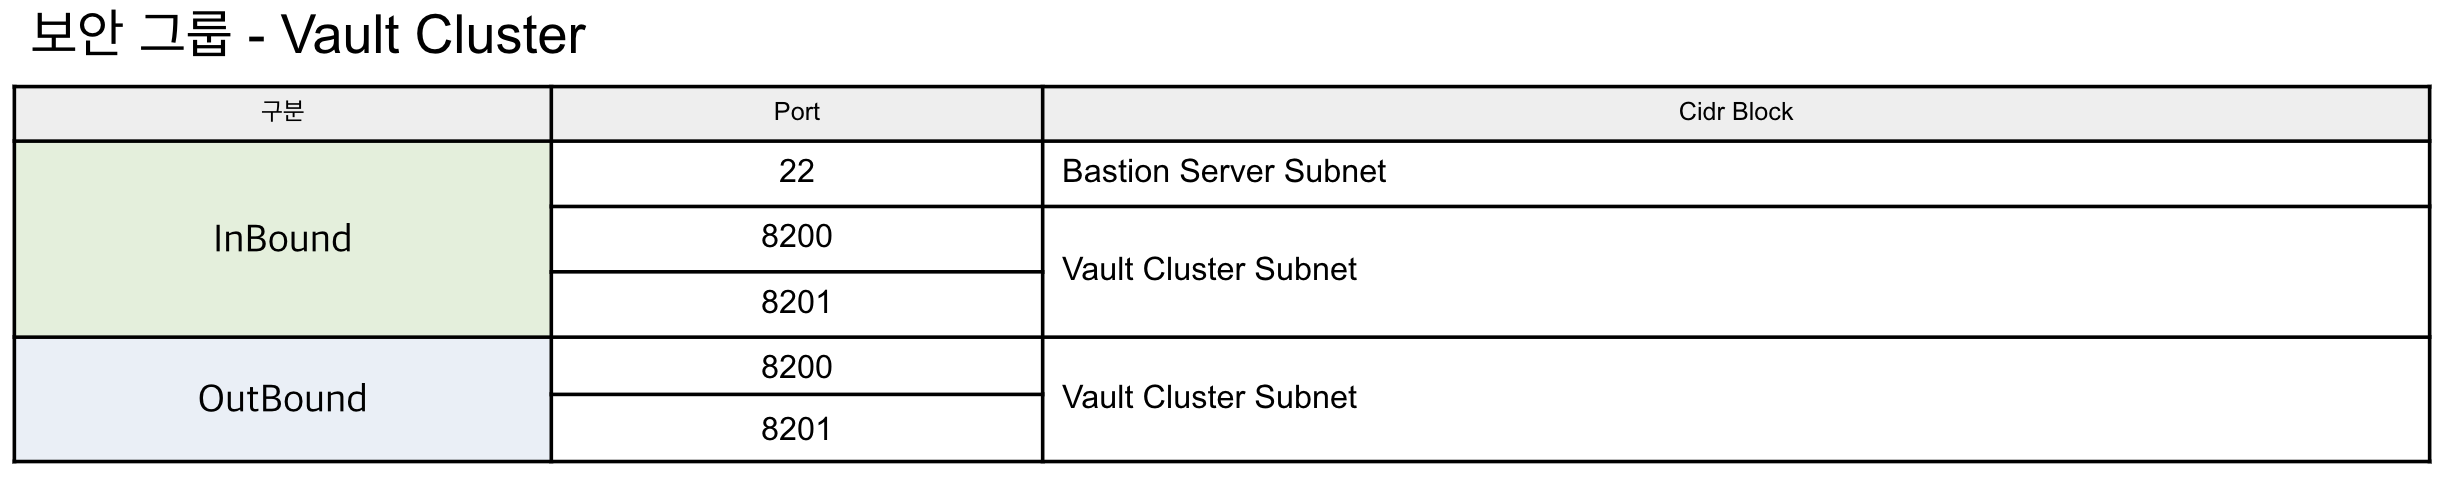 보안 그룹 - Vault Cluster
구분 Port Cidr Block
InBound 22 Bastion Server Subnet
8200 Vault Cluster Subnet
8201
OutBound 8200 Vault Cluster Subnet
8201